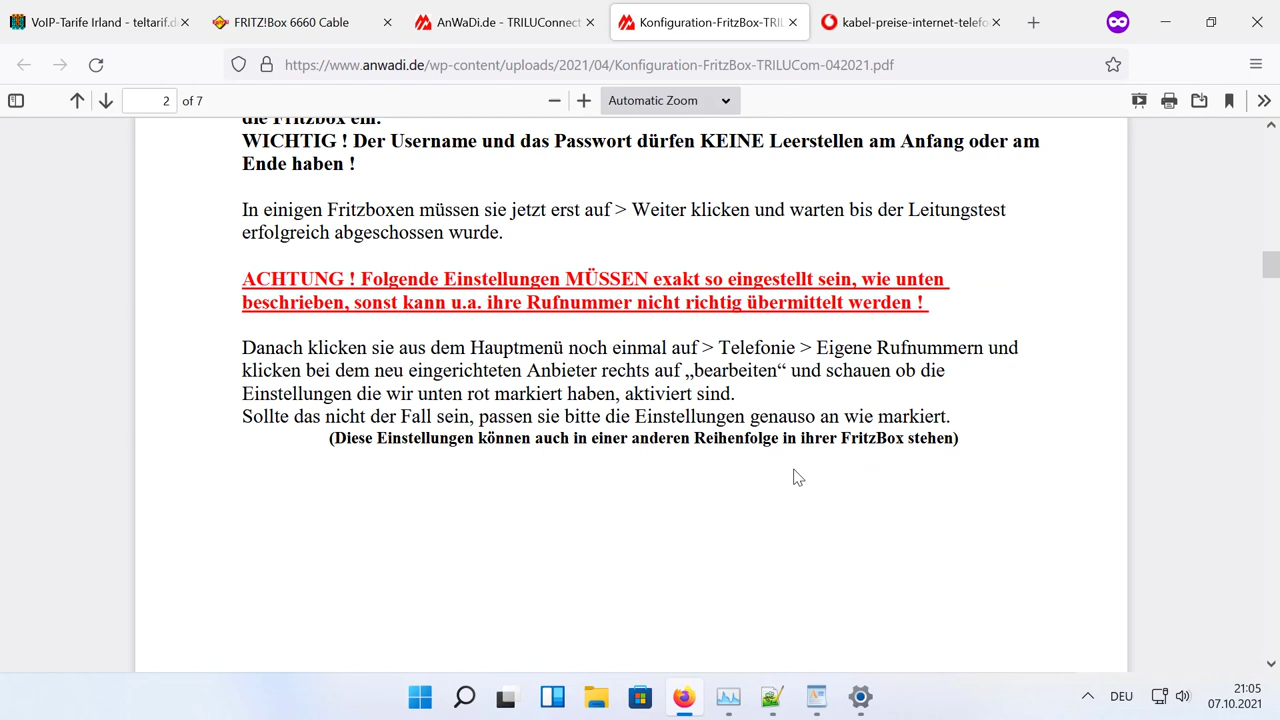 VoIP-Tarife Irland - teltarif.d
FRITZ!Box 6660 Cable
AnWaDi.de - TRILUConnect
Konfiguration-FritzBox-TRIL
kabel-preise-internet-telefo
https://www.anwadi.de/wp-content/uploads/2021/04/Konfiguration-FritzBox-TRILUCom-042021.pdf
2 of 7
Automatic Zoom
die Fritzbox ein.
WICHTIG ! Der Username und das Passwort dürfen KEINE Leerstellen am Anfang oder am
Ende haben !
In einigen Fritzboxen müssen sie jetzt erst auf > Weiter klicken und warten bis der Leitungstest
erfolgreich abgeschossen wurde.
ACHTUNG ! Folgende Einstellungen MÜSSEN exakt so eingestellt sein, wie unten
beschrieben, sonst kann u.a. ihre Rufnummer nicht richtig übermittelt werden !
Danach klicken sie aus dem Hauptmenü noch einmal auf > Telefonie > Eigene Rufnummern und
klicken bei dem neu eingerichteten Anbieter rechts auf „bearbeiten“ und schauen ob die
Einstellungen die wir unten rot markiert haben, aktiviert sind.
Sollte das nicht der Fall sein, passen sie bitte die Einstellungen genauso an wie markiert.
(Diese Einstellungen können auch in einer anderen Reihenfolge in ihrer FritzBox stehen)
DEU
21:05
07.10.2021